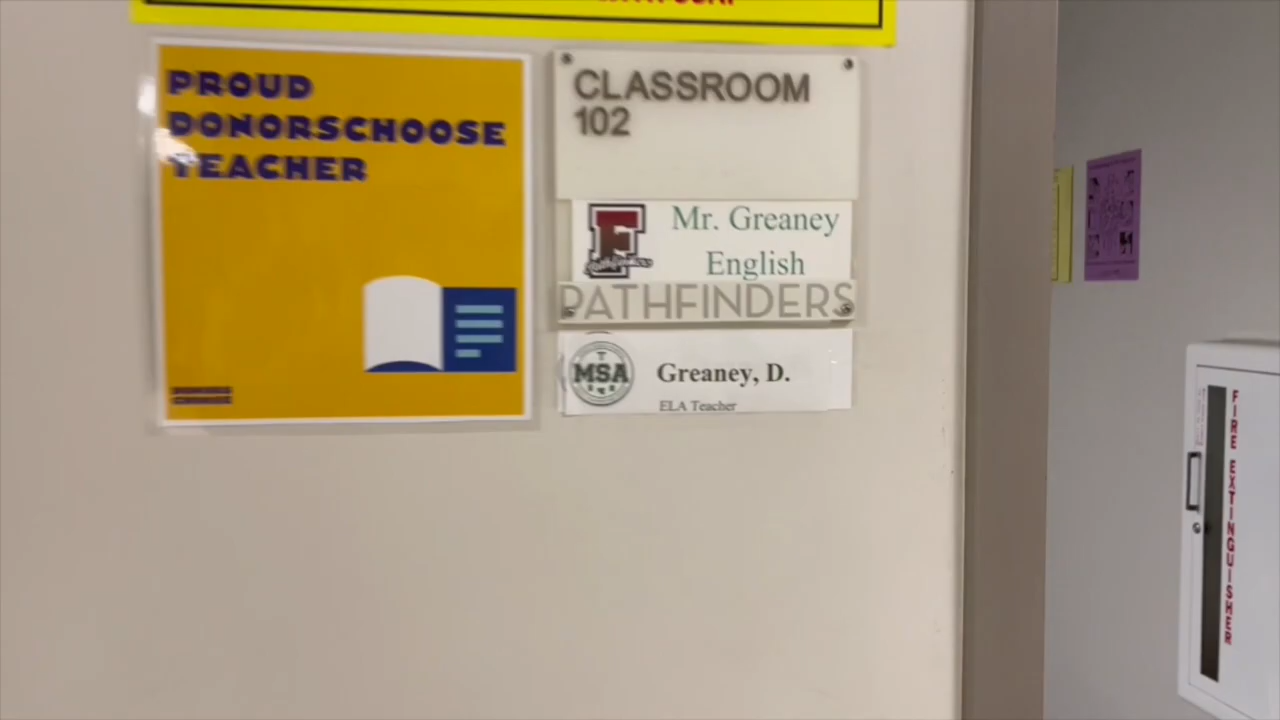 PROUD
DONORSCHOOSE
TEACHER
CLASSROOM
102
Mr. Greaney
English
PATHFINDERS
MSA
Greaney, D.
ELA Teacher
FIRE EXTINGUISHER